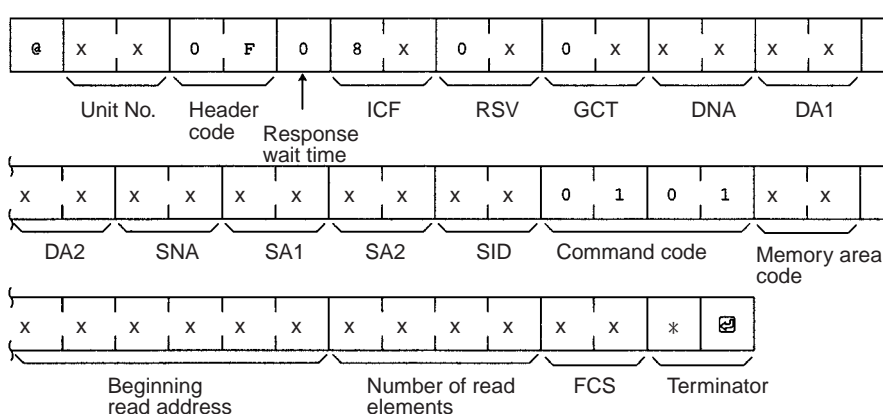 @ x x 0 F 0 8 x 0 x 0 x x x x x
Unit No. Header code Response wait time ICF RSV GCT DNA DA1
x x x x x x x x x x 0 1 0 1 x x
DA2 SNA SA1 SA2 SID Command code Memory area code
x x x x x x x x x x x x * ↵
Beginning read address Number of read elements FCS Terminator